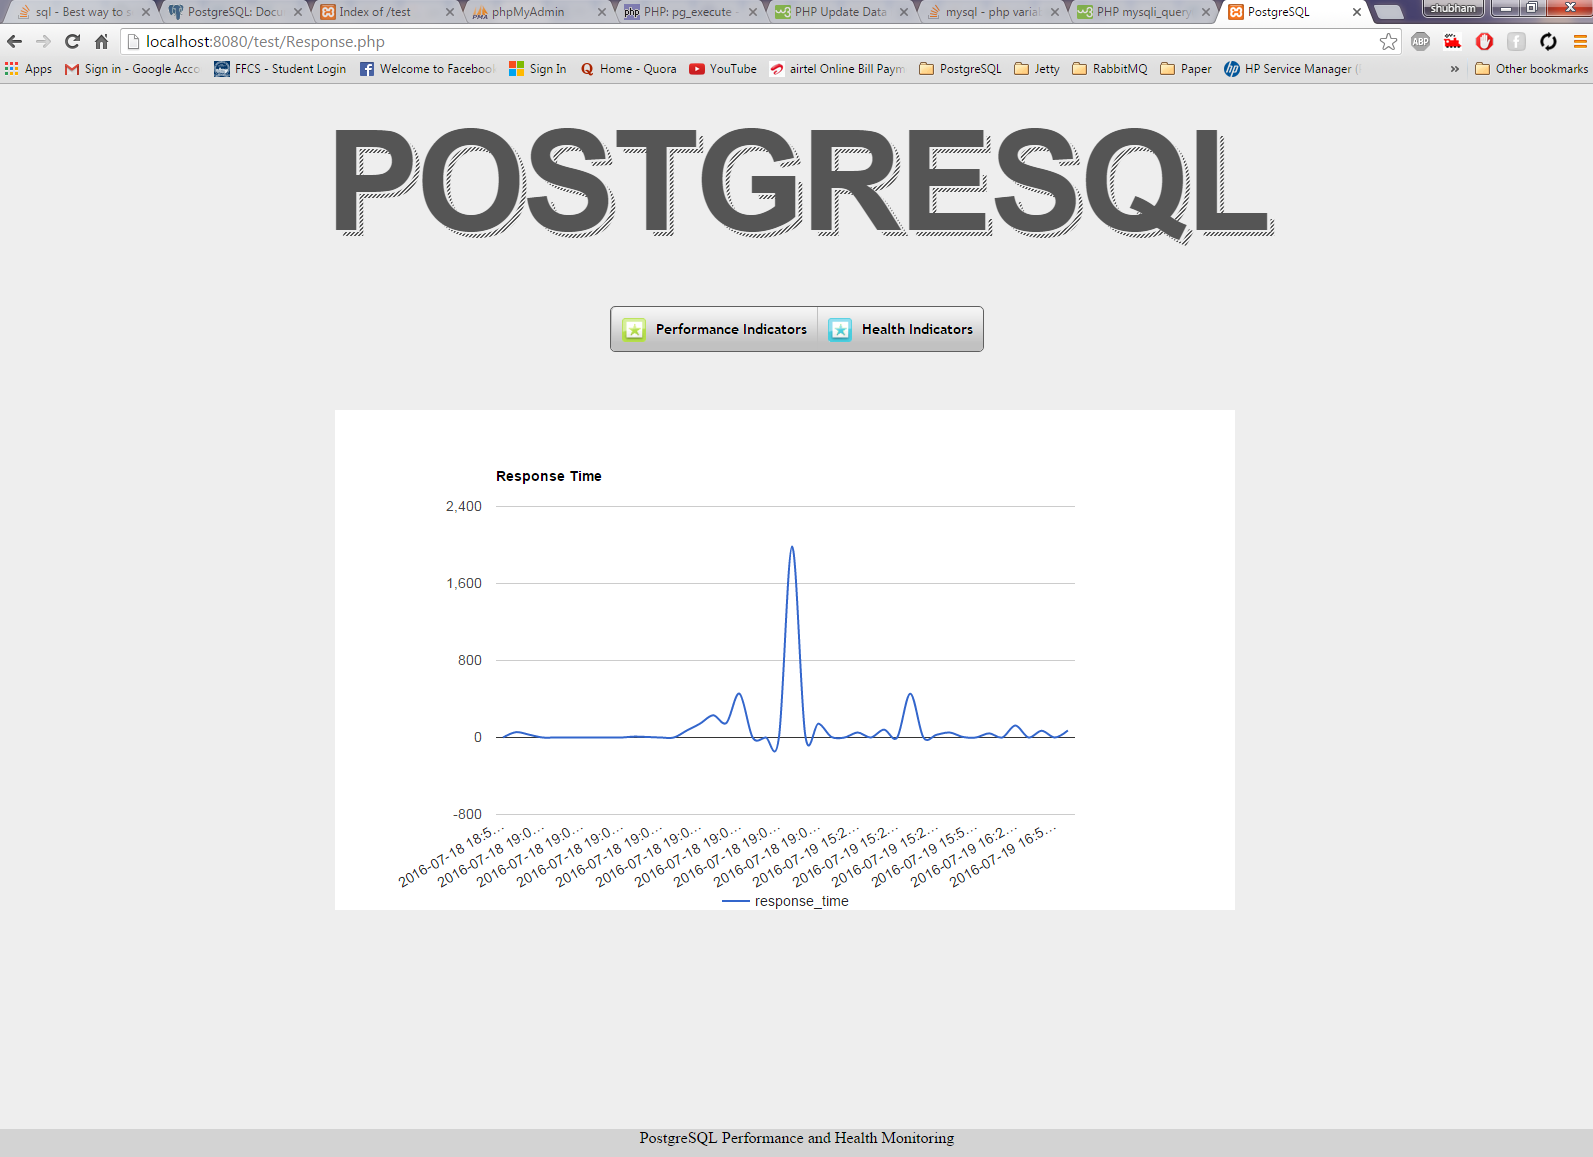 sql - Best way to s
PostgreSQL: Docu
Index of /test
phpMyAdmin
php PHP: pg_execute -
PHP Update Data
mysql - php varia
PHP mysqli_query
PostgreSQL
shubham
localhost:8080/test/Response.php
ABP
Apps
Sign in - Google Acco
FFCS - Student Login
Welcome to Faceboo
Sign In
Home - Quora
YouTube
airtel Online Bill Paym
PostgreSQL
Jetty
RabbitMQ
Paper
HP Service Manager (
»
Other bookmarks
POSTGRESQL
Performance Indicators
Health Indicators
Response Time
2,400
1,600
800
0
-800
2016-07-18 18:5...
2016-07-18 19:0...
2016-07-18 19:0...
2016-07-18 19:0...
2016-07-18 19:0...
2016-07-18 19:0...
2016-07-18 19:0...
2016-07-18 19:0...
2016-07-18 19:0...
2016-07-19 15:2...
2016-07-19 15:2...
2016-07-19 15:2...
2016-07-19 15:5...
2016-07-19 16:2...
2016-07-19 16:5...
response_time
PostgreSQL Performance and Health Monitoring